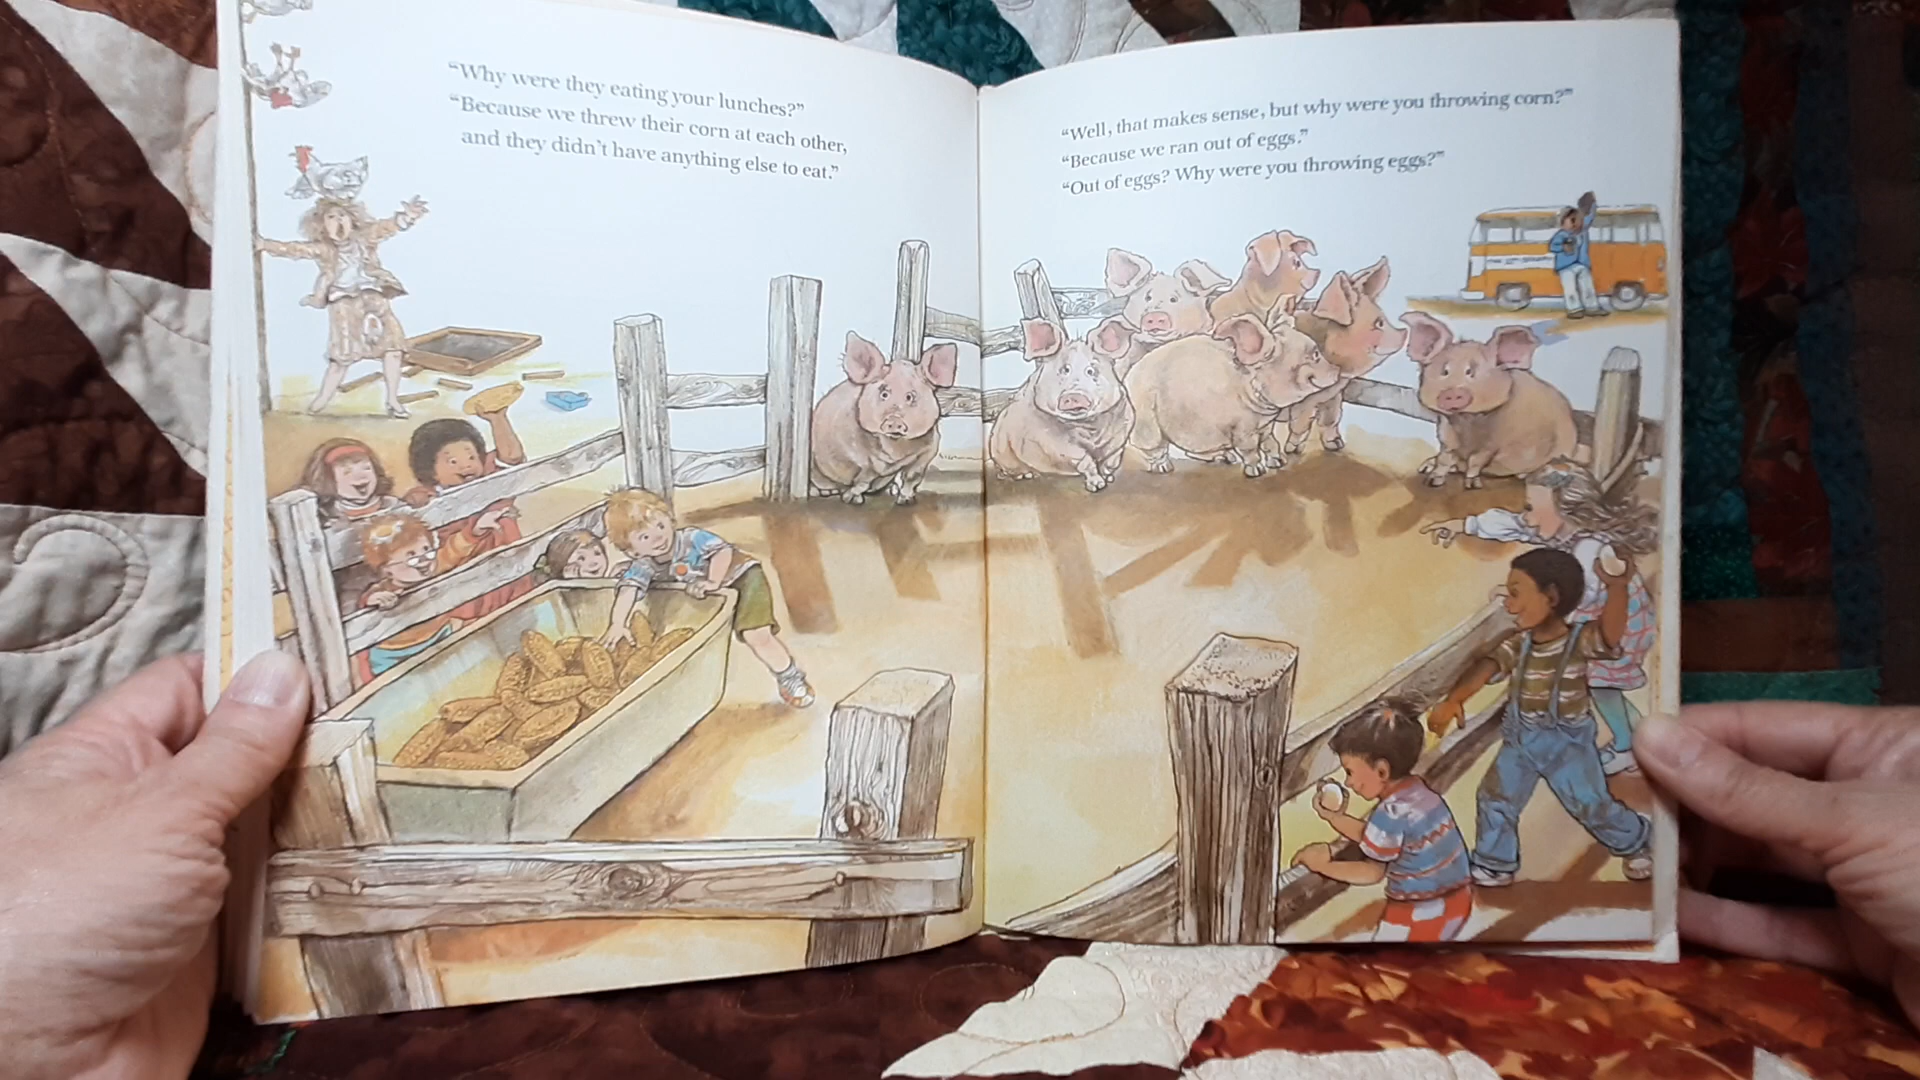 “Why were they eating your lunches?”
“Because we threw their corn at each other,
and they didn’t have anything else to eat.”
“Well, that makes sense, but why were you throwing corn?”
“Because we ran out of eggs.”
“Out of eggs? Why were you throwing eggs?”